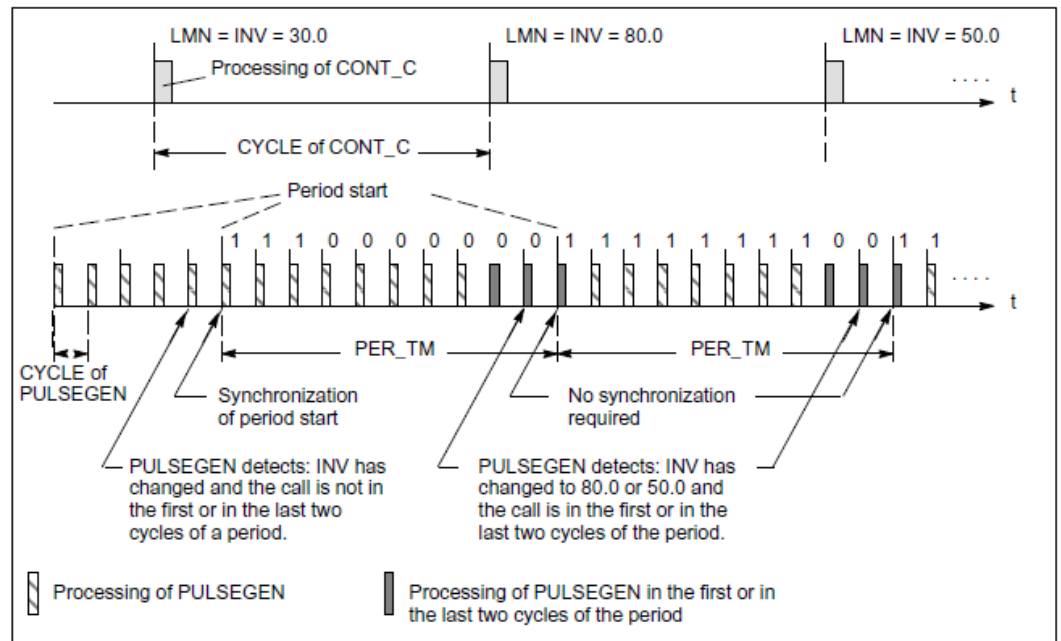 LMN = INV = 30.0
LMN = INV = 80.0
LMN = INV = 50.0
Processing of CONT_C
. . . .
t
CYCLE of CONT_C
Period start
1 1 1 0 0 0 0 0 0 0 1 1 1 1 1 1 1 1 0 0 1 1
. . . .
t
PER_TM
PER_TM
CYCLE of
PULSEGEN
Synchronization
of period start
No synchronization
required
PULSEGEN detects: INV has
changed and the call is not in
the first or in the last two
cycles of a period.
PULSEGEN detects: INV has
changed to 80.0 or 50.0 and
the call is in the first or in the
last two cycles of the period.
Processing of PULSEGEN
Processing of PULSEGEN in the first or in
the last two cycles of the period